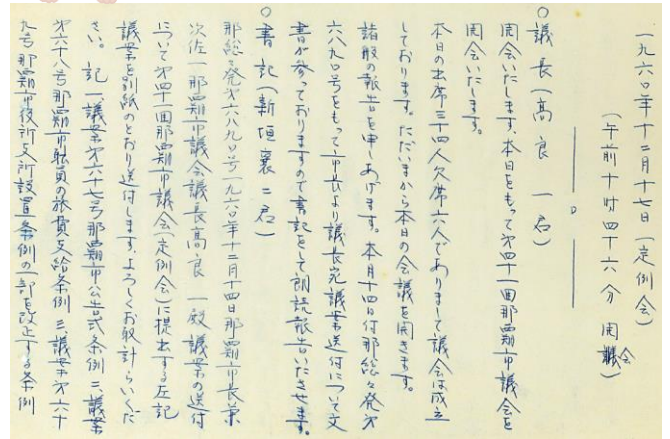 一九六〇年十二月十七日(定例会)
(午前十时四十六分 開会)
〇議長(髙良 一君)
開会いたします、本日をもって第四十一回那覇市議会を
開会いたします。
本日の出席二十四人欠席六人でありまして議会は成立
しております。ただいまから本日の会議を開きます。
諸般の報告を申しあげます。本月十四日付那総々発第
六八九〇号をもって市長より議長宛議案送付について文
書が参っておりますので書記をして朗読報告いたさせます。
〇書記(新垣襄二君)
那総々発第六八九〇号一九六〇年十二月十四日那覇市長兼
次佐一那覇市議会議長髙良一殿 議案の送付
について第四十一回那覇市議会(定例会)に提出する左記
議案を別紙のとおり送付します、よろしくお取計らいくだ
さい。記一、議案第六十七号那覇市公告式条例 二、議案
第六十八号那覇市転員の旅費支給条例 三、議案第六十
九号那覇市役所支所設置条例の一部を改正する条例